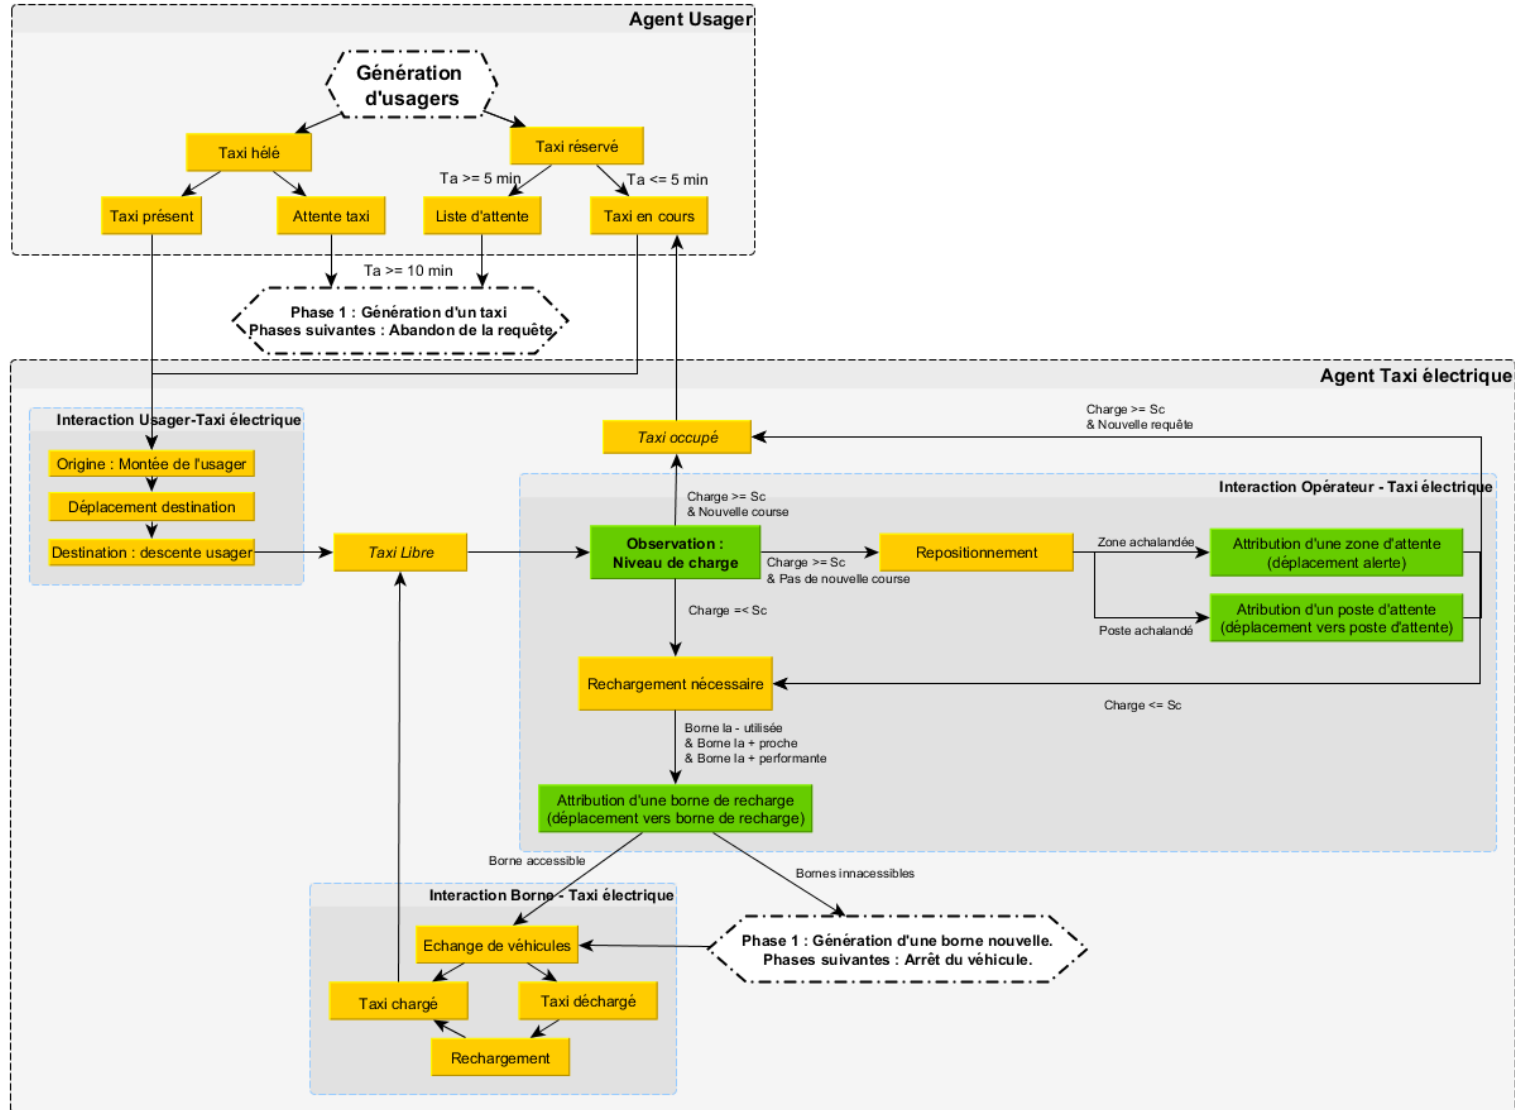 Agent Usager
Génération
d'usagers
Taxi hélé
Taxi réservé
Ta >= 5 min
Ta <= 5 min
Taxi présent
Attente taxi
Liste d'attente
Taxi en cours
Ta >= 10 min
Phase 1 : Génération d'un taxi
Phases suivantes : Abandon de la requête
Agent Taxi électrique
Interaction Usager-Taxi électrique
Origine : Montée de l'usager
Déplacement destination
Destination : descente usager
Taxi Libre
Taxi occupé
Charge >= Sc
& Nouvelle requête
Interaction Opérateur - Taxi électrique
Charge >= Sc
& Nouvelle course
Observation :
Niveau de charge
Charge >= Sc
& Pas de nouvelle course
Repositionnement
Zone achalandée
Attribution d'une zone d'attente
(déplacement alerte)
Poste achalandé
Atribution d'un poste d'attente
(déplacement vers poste d'attente)
Charge =< Sc
Rechargement nécessaire
Charge <= Sc
Borne la - utilisée
& Borne la + proche
& Borne la + performante
Attribution d'une borne de recharge
(déplacement vers borne de recharge)
Borne accessible
Bornes innacessibles
Interaction Borne - Taxi électrique
Echange de véhicules
Phase 1 : Génération d'une borne nouvelle.
Phases suivantes : Arrêt du véhicule.
Taxi chargé
Taxi déchargé
Rechargement